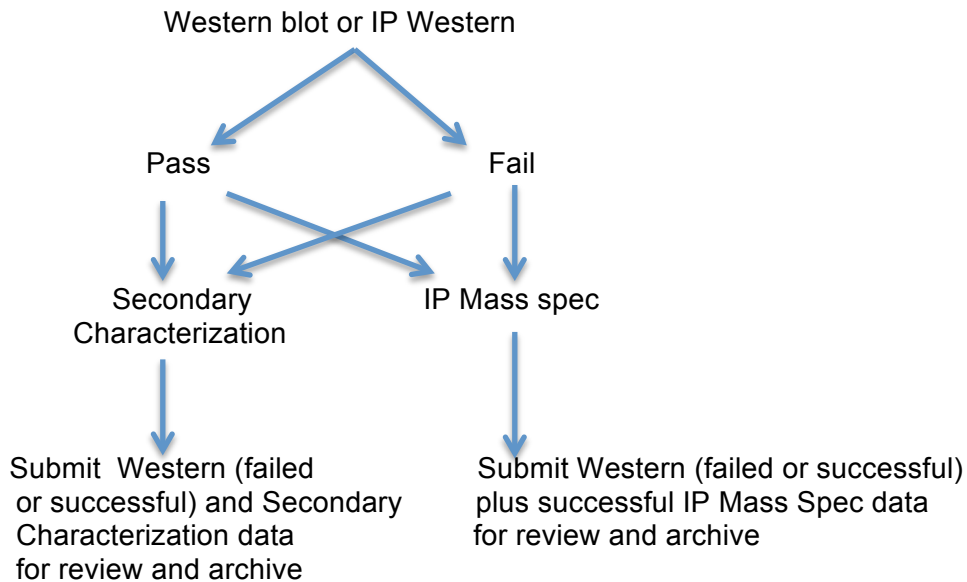 Western blot or IP Western
Pass
Fail
Secondary
Characterization
IP Mass spec
Submit  Western (failed
or successful) and Secondary
Characterization data
for review and archive
Submit Western (failed or successful)
plus successful IP Mass Spec data
for review and archive